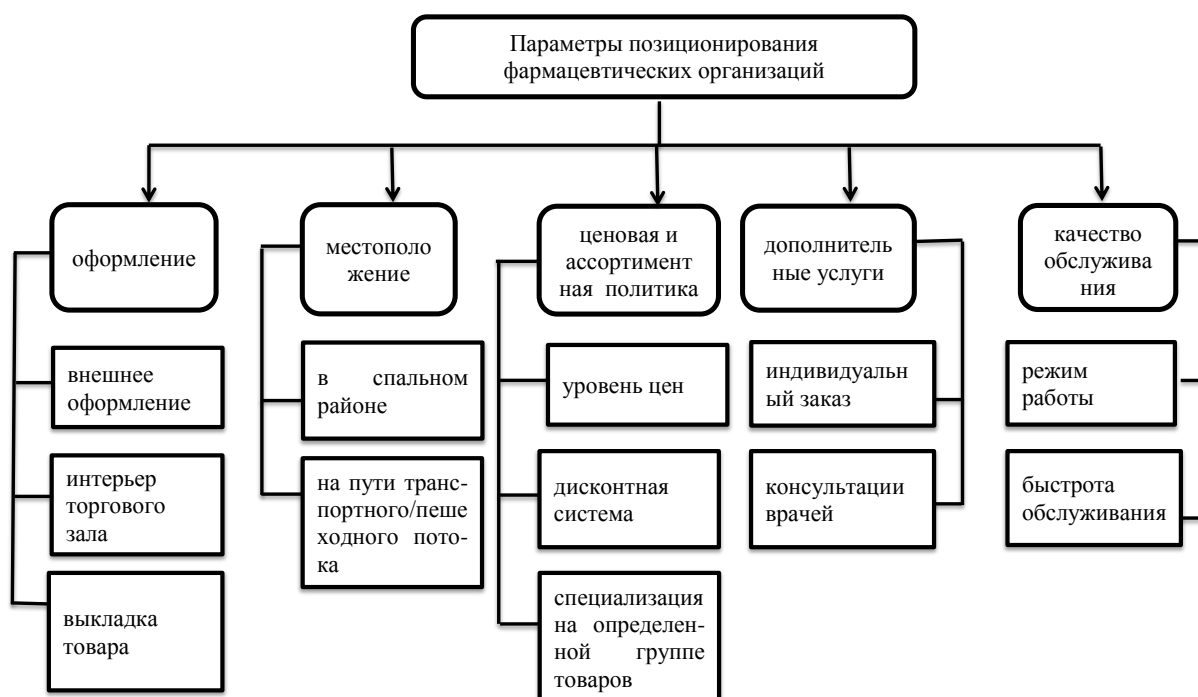 Параметры позиционирования
фармацевтических организаций
оформление
внешнее
оформление
интерьер
торгового
зала
выкладка
товара
местополо
жение
в спальном
районе
на пути транс-
портного/пеше
ходного пото-
ка
ценовая и
ассортимент
ная политика
уровень цен
дисконтная
система
специализация
на определен-
ной группе
товаров
дополнитель
ные услуги
индивидуальн
ый заказ
консультации
врачей
качество
обслужива
ния
режим
работы
быстрота
обслуживания